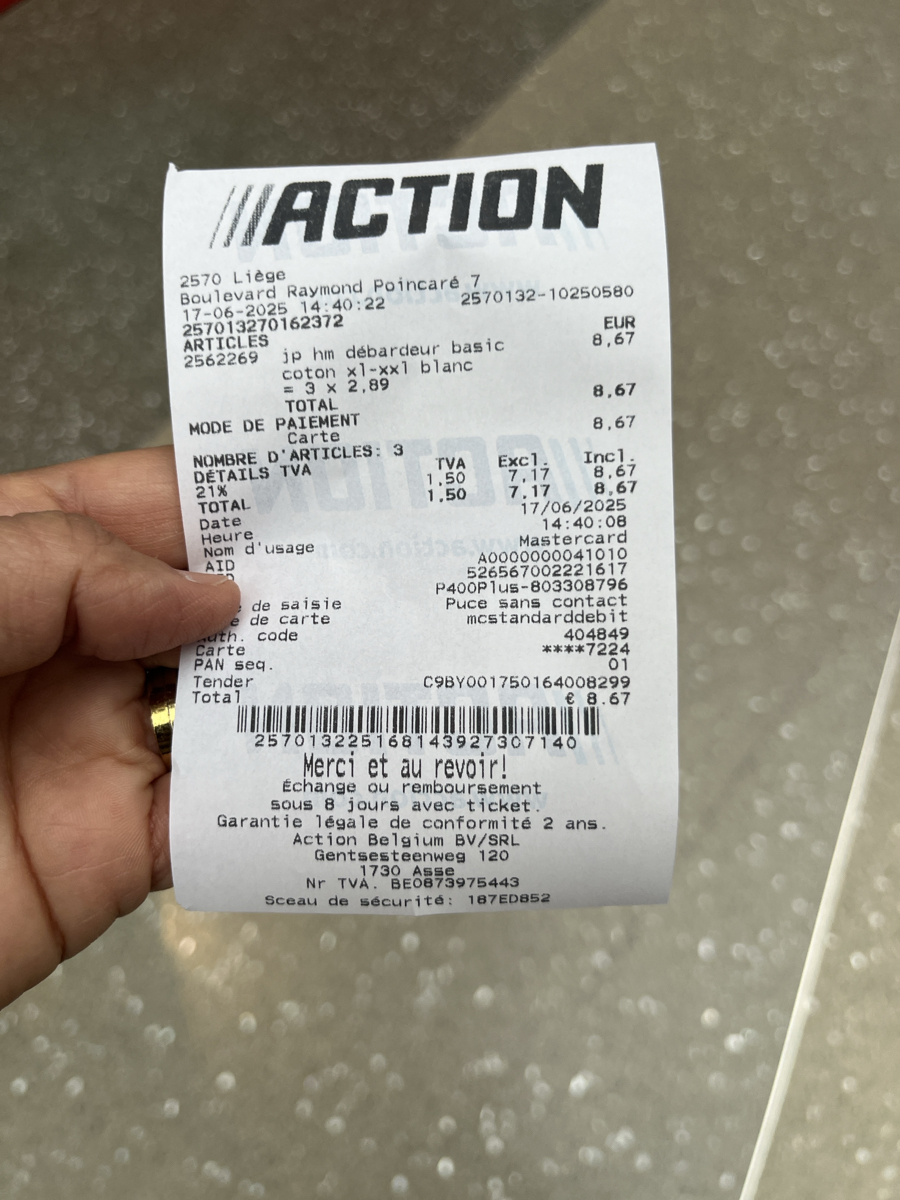 ACTION
2570 Liège
Boulevard Raymond Poincaré 7
17-06-2025 14:40:22 2570132-10250580
257013270162372
ARTICLES EUR
2562269 jp hm débardeur basic 8,67
coton xl-xxl blanc
= 3 x 2,89
TOTAL 8,67
MODE DE PAIEMENT
Carte 8,67
NOMBRE D'ARTICLES: 3
DÉTAILS TVA TVA Excl. Incl.
21% 1.50 7,17 8,67
TOTAL 1.50 7,17 8,67
Date 17/06/2025
Heure 14:40:08
Nom d'usage Mastercard
AID A0000000041010
526567002221617
P400Plus-803308796
de saisie Puce sans contact
de carte mcstandarddebit
Auth. code 404849
Carte ****7224
PAN seq. 01
Tender C9BY001750164008299
Total € 8.67
257013225168143927307140
Merci et au revoir!
Échange ou remboursement
sous 8 jours avec ticket.
Garantie légale de conformité 2 ans.
Action Belgium BV/SRL
Gentsesteenweg 120
1730 Asse
Nr TVA. BE0873975443
Sceau de sécurité: 187ED852